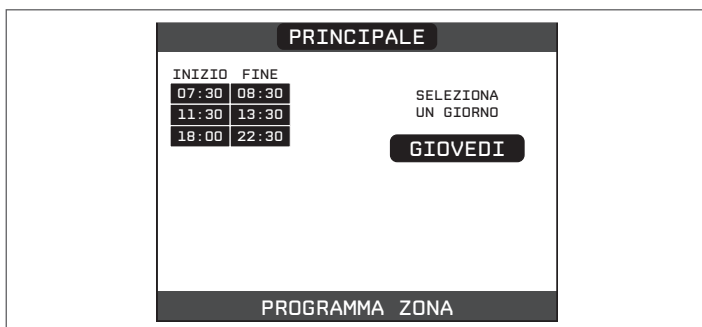 PRINCIPALE
INIZIO FINE
07:30 08:30
11:30 13:30
18:00 22:30
SELEZIONA
UN GIORNO
GIOVEDI
PROGRAMMA ZONA